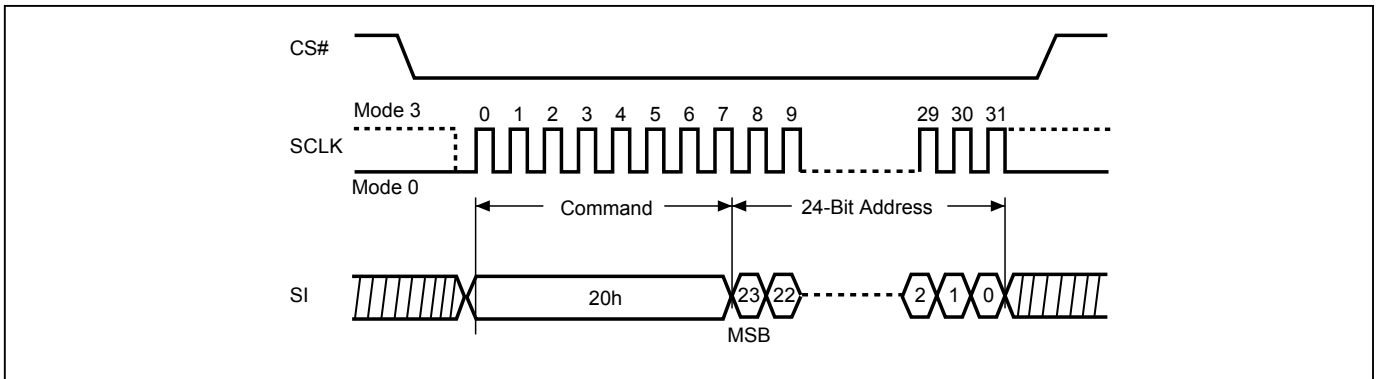 CS#
Mode 3
0 1 2 3 4 5 6 7 8 9 29 30 31
SCLK
Mode 0
Command 24-Bit Address
SI 20h 23 22 2 1 0
MSB